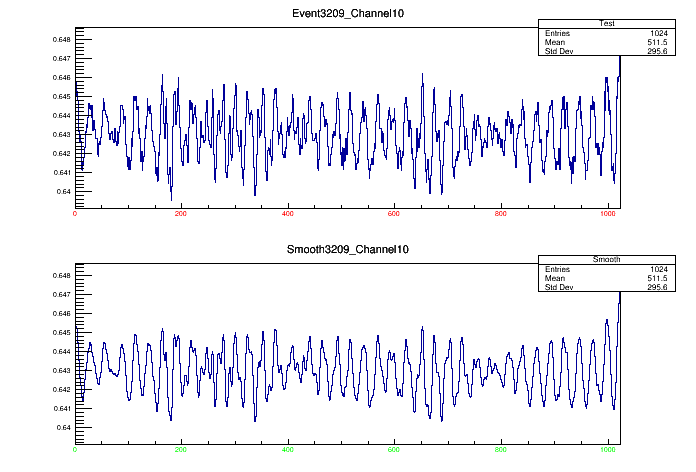 Event3209_Channel10
Test
Entries 1024
Mean 511.5
Std Dev 295.6
0.648
0.647
0.646
0.645
0.644
0.643
0.642
0.641
0.64
0 200 400 600 800 1000
Smooth3209_Channel10
Smooth
Entries 1024
Mean 511.5
Std Dev 295.6
0.648
0.647
0.646
0.645
0.644
0.643
0.642
0.641
0.64
0 200 400 600 800 1000